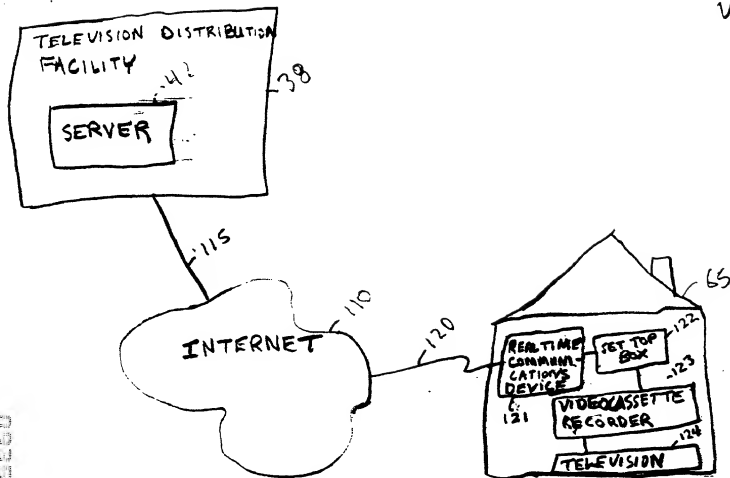 TELEVISION DISTRIBUTION
FACILITY
42
38
SERVER
115
110
INTERNET
120
65
REAL TIME
COMMUNI-
CATIONS
DEVICE
121
SET TOP
BOX
122
123
VIDEOCASSETTE
RECORDER
124
TELEVISION